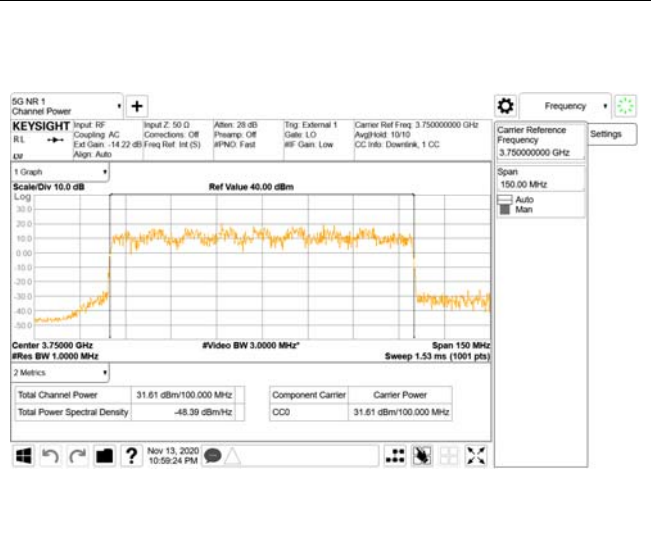 5G NR 1
Channel Power
Frequency
KEYSIGHT
Input: RF
Coupling: AC
Ext Gain: -14.22 dB
Align: Auto
Input Z: 50 Ω
Corrections: Off
Freq Ref: Int (S)
Atten: 28 dB
Preamp: Off
#PNO: Fast
Trig: External 1
Gate: LO
#IF Gain: Low
Carrier Ref Freq: 3.750000000 GHz
Avg|Hold: 10/10
CC Info: Downlink, 1 CC
R L
Carrier Reference
Frequency
3.750000000 GHz
Settings
Span
150.00 MHz
Auto
Man
1 Graph
Scale/Div 10.0 dB
Ref Value 40.00 dBm
Log
30.0
20.0
10.0
0.00
-10.0
-20.0
-30.0
-40.0
-50.0
Center 3.75000 GHz
#Video BW 3.0000 MHz*
Span 150 MHz
#Res BW 1.0000 MHz
Sweep 1.53 ms (1001 pts)
2 Metrics
Total Channel Power
31.61 dBm/100.000 MHz
Component Carrier
Carrier Power
Total Power Spectral Density
-48.39 dBm/Hz
CC0
31.61 dBm/100.000 MHz
?
Nov 13, 2020
10:59:24 PM